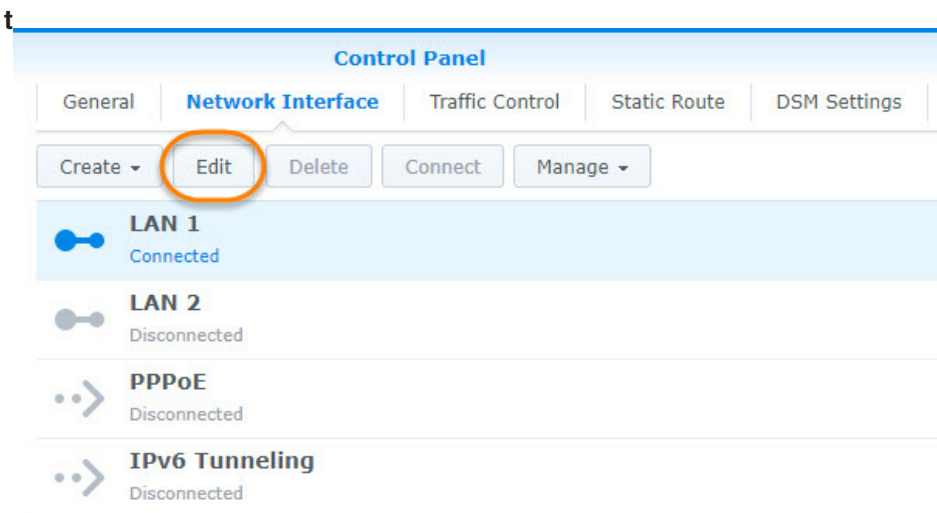 t
Control Panel
General Network Interface Traffic Control Static Route DSM Settings
Create Edit Delete Connect Manage
LAN 1
Connected
LAN 2
Disconnected
PPPoE
Disconnected
IPv6 Tunneling
Disconnected